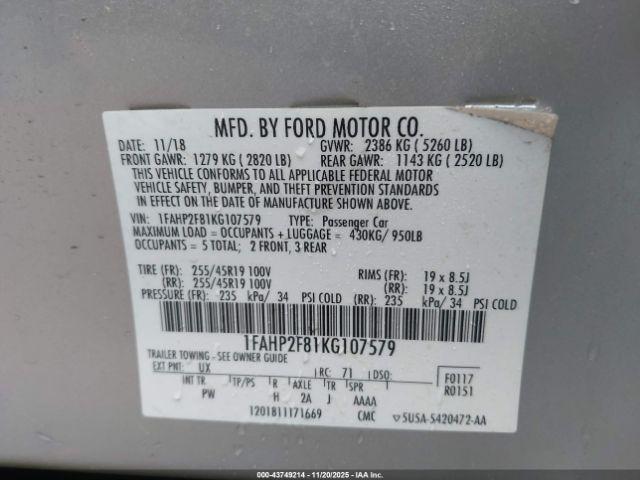 MFD. BY FORD MOTOR CO.
DATE: 11/18 GVWR: 2386 KG ( 5260 LB)
FRONT GAWR: 1279 KG ( 2820 LB) REAR GAWR: 1143 KG ( 2520 LB)
THIS VEHICLE CONFORMS TO ALL APPLICABLE FEDERAL MOTOR
VEHICLE SAFETY, BUMPER, AND THEFT PREVENTION STANDARDS
IN EFFECT ON THE DATE OF MANUFACTURE SHOWN ABOVE.
VIN: 1FAHP2F81KG107579 TYPE: Passenger Car
MAXIMUM LOAD = OCCUPANTS + LUGGAGE = 430KG/ 950LB
OCCUPANTS = 5 TOTAL; 2 FRONT, 3 REAR
TIRE (FR): 255/45R19 100V RIMS (FR): 19 x 8.5J
(RR): 255/45R19 100V (RR): 19 x 8.5J
PRESSURE (FR): 235 kPa/ 34 PSI COLD (RR): 235 kPa/ 34 PSI COLD
1FAHP2F81KG107579
TRAILER TOWING - SEE OWNER GUIDE
EXT PNT: UX RC: 71 DSO: F0117
INT TR TP/PS R AXLE TR SPR R0151
PW H 2A J AAAA
1201811171669 CMC ▽5USA-5420472-AA
000-43749214 - 11/20/2025 - IAA Inc.